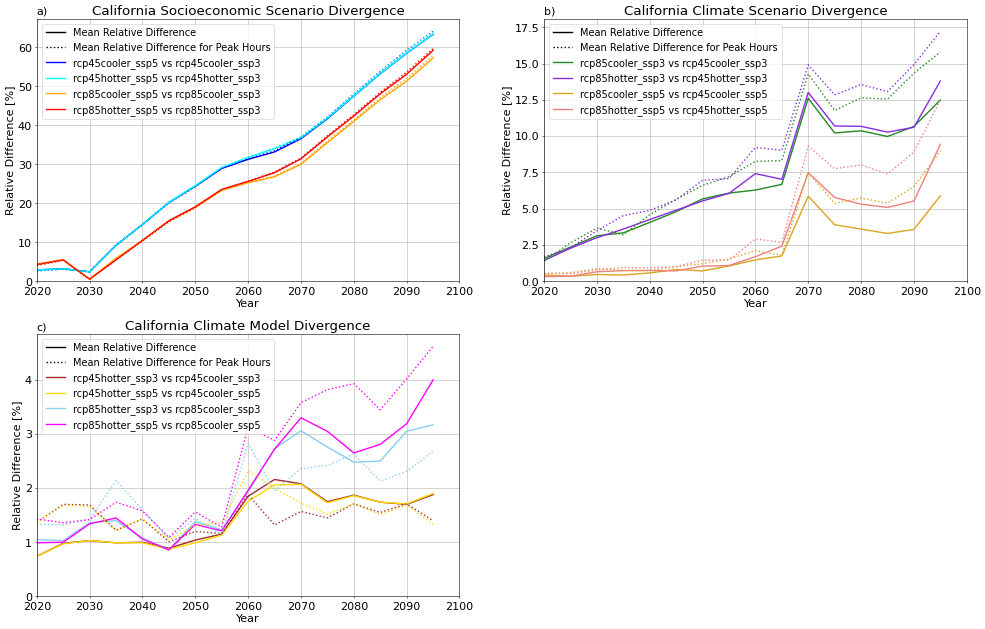 a)
California Socioeconomic Scenario Divergence
Mean Relative Difference
Mean Relative Difference for Peak Hours
rcp45cooler_ssp5 vs rcp45cooler_ssp3
rcp45hotter_ssp5 vs rcp45hotter_ssp3
rcp85cooler_ssp5 vs rcp85cooler_ssp3
rcp85hotter_ssp5 vs rcp85hotter_ssp3
Relative Difference [%]
60
50
40
30
20
10
0
2020 2030 2040 2050 2060 2070 2080 2090 2100
Year
b)
California Climate Scenario Divergence
Mean Relative Difference
Mean Relative Difference for Peak Hours
rcp85cooler_ssp3 vs rcp45cooler_ssp3
rcp85hotter_ssp3 vs rcp45hotter_ssp3
rcp85cooler_ssp5 vs rcp45cooler_ssp5
rcp85hotter_ssp5 vs rcp45hotter_ssp5
Relative Difference [%]
17.5
15.0
12.5
10.0
7.5
5.0
2.5
0.0
2020 2030 2040 2050 2060 2070 2080 2090 2100
Year
c)
California Climate Model Divergence
Mean Relative Difference
Mean Relative Difference for Peak Hours
rcp45hotter_ssp3 vs rcp45cooler_ssp3
rcp45hotter_ssp5 vs rcp45cooler_ssp5
rcp85hotter_ssp3 vs rcp85cooler_ssp3
rcp85hotter_ssp5 vs rcp85cooler_ssp5
Relative Difference [%]
4
3
2
1
0
2020 2030 2040 2050 2060 2070 2080 2090 2100
Year